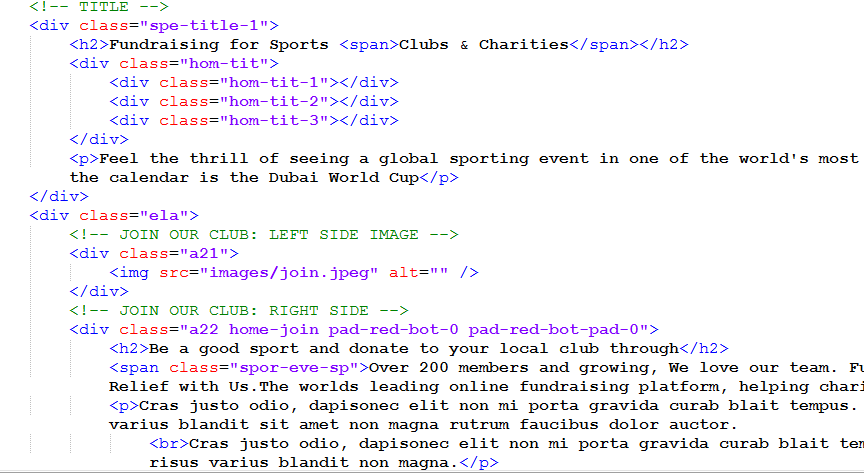 <!-- TITLE -->
<div class="spe-title-1">
<h2>Fundraising for Sports <span>Clubs & Charities</span></h2>
<div class="hom-tit">
<div class="hom-tit-1"></div>
<div class="hom-tit-2"></div>
<div class="hom-tit-3"></div>
</div>
<p>Feel the thrill of seeing a global sporting event in one of the world's most
the calendar is the Dubai World Cup</p>
</div>
<div class="ela">
<!-- JOIN OUR CLUB: LEFT SIDE IMAGE -->
<div class="a21">
<img src="images/join.jpeg" alt="" />
</div>
<!-- JOIN OUR CLUB: RIGHT SIDE -->
<div class="a22 home-join pad-red-bot-0 pad-red-bot-pad-0">
<h2>Be a good sport and donate to your local club through</h2>
<span class="spor-eve-sp">Over 200 members and growing, We love our team.
Relief with Us.The worlds leading online fundraising platform, helping
<p>Cras justo odio, dapisonec elit non mi porta gravida curab blait tempus.
varius blandit sit amet non magna rutrum faucibus dolor auctor.
<br>Cras justo odio, dapisonec elit non mi porta gravida curab blait
risus varius blandit non magna.</p>